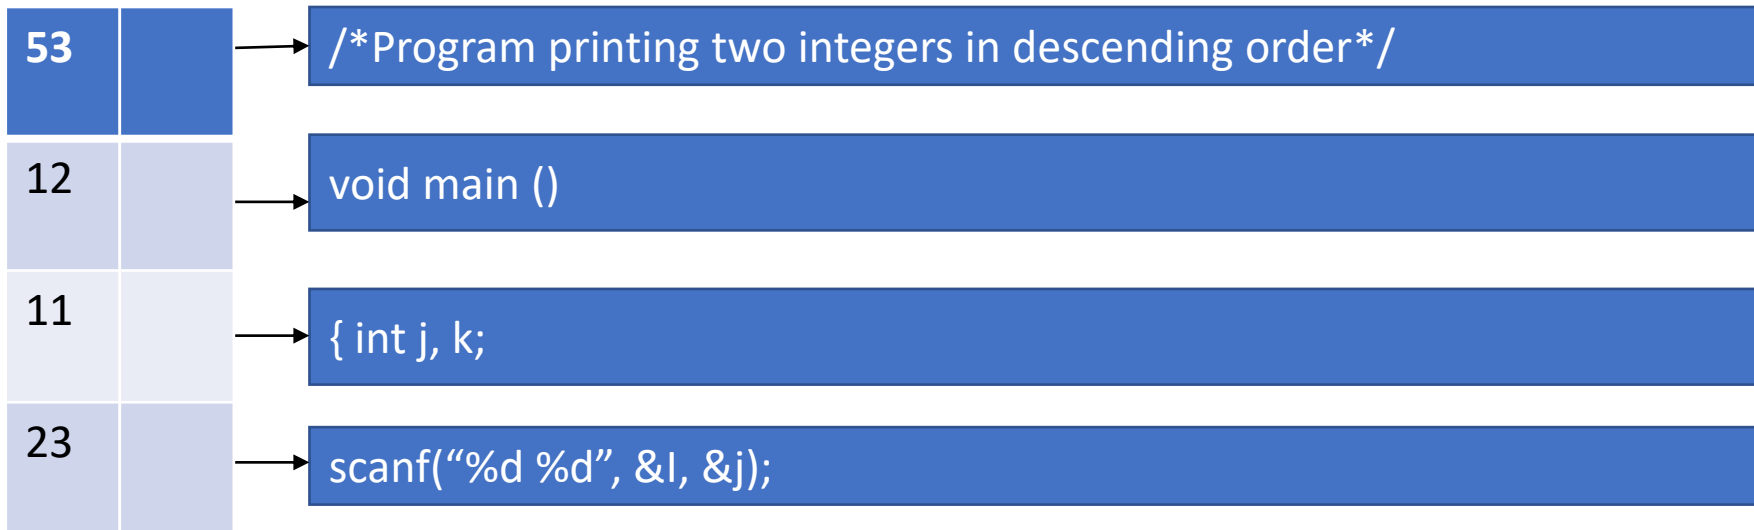 53 /*Program printing two integers in descending order*/
12 void main ()
11 { int j, k;
23 scanf(“%d %d”, &I, &j);